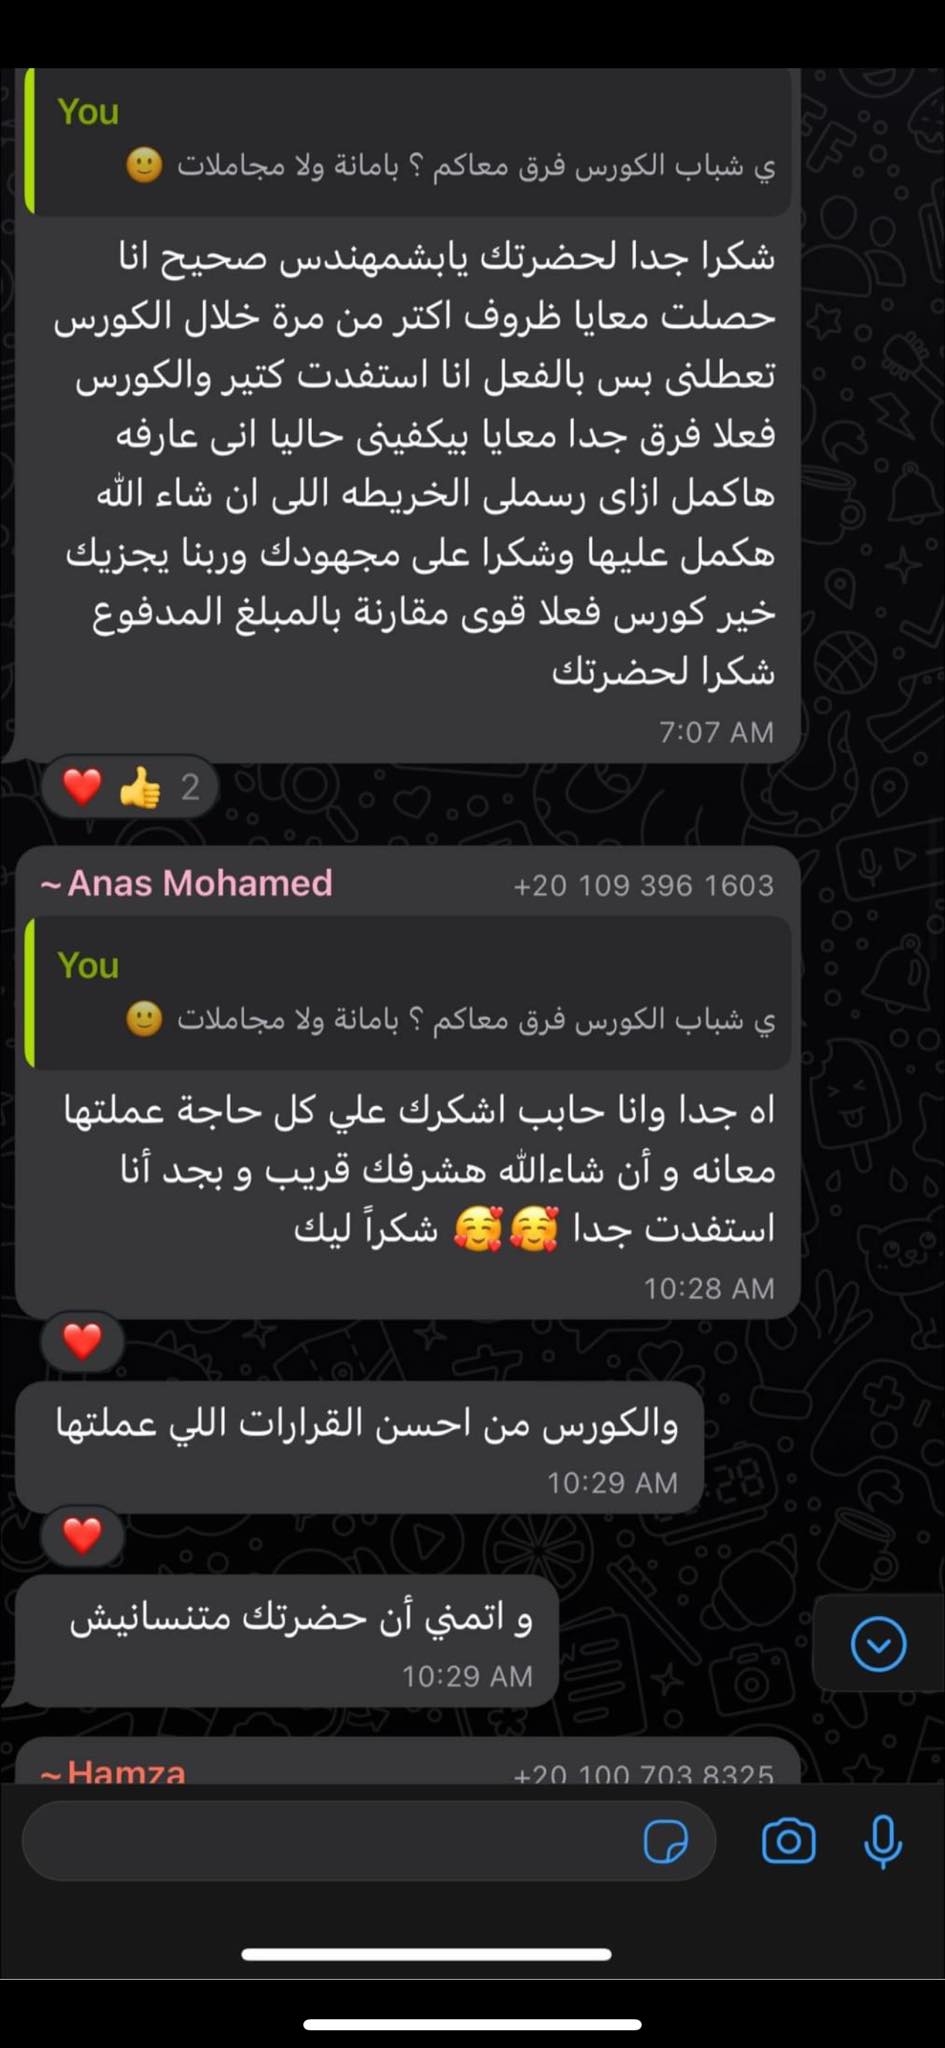 You
ي شباب الكورس فرق معاكم ؟ بامانة ولا مجاملات 🙂
شكرا جدا لحضرتك يابشمهندس صحيح انا
حصلت معايا ظروف اكتر من مرة خلال الكورس
تعطلنى بس بالفعل انا استفدت كتير والكورس
فعلا فرق جدا معايا بيكفينى حاليا انى عارفه
هاكمل ازاى رسملى الخريطه اللى ان شاء الله
هكمل عليها وشكرا على مجهودك وربنا يجزيك
خير كورس فعلا قوى مقارنة بالمبلغ المدفوع
شكرا لحضرتك
7:07 AM
❤️ 👍 2
~Anas Mohamed +20 109 396 1603
You
ي شباب الكورس فرق معاكم ؟ بامانة ولا مجاملات 🙂
اه جدا وانا حابب اشكرك علي كل حاجة عملتها
معانه و أن شاءالله هشرفك قريب و بجد أنا
استفدت جدا 🥰🥰 شكراً ليك
10:28 AM
❤️
والكورس من احسن القرارات اللي عملتها
10:29 AM
❤️
و اتمني أن حضرتك متنسانيش
10:29 AM
~Hamza +20 100 703 8325